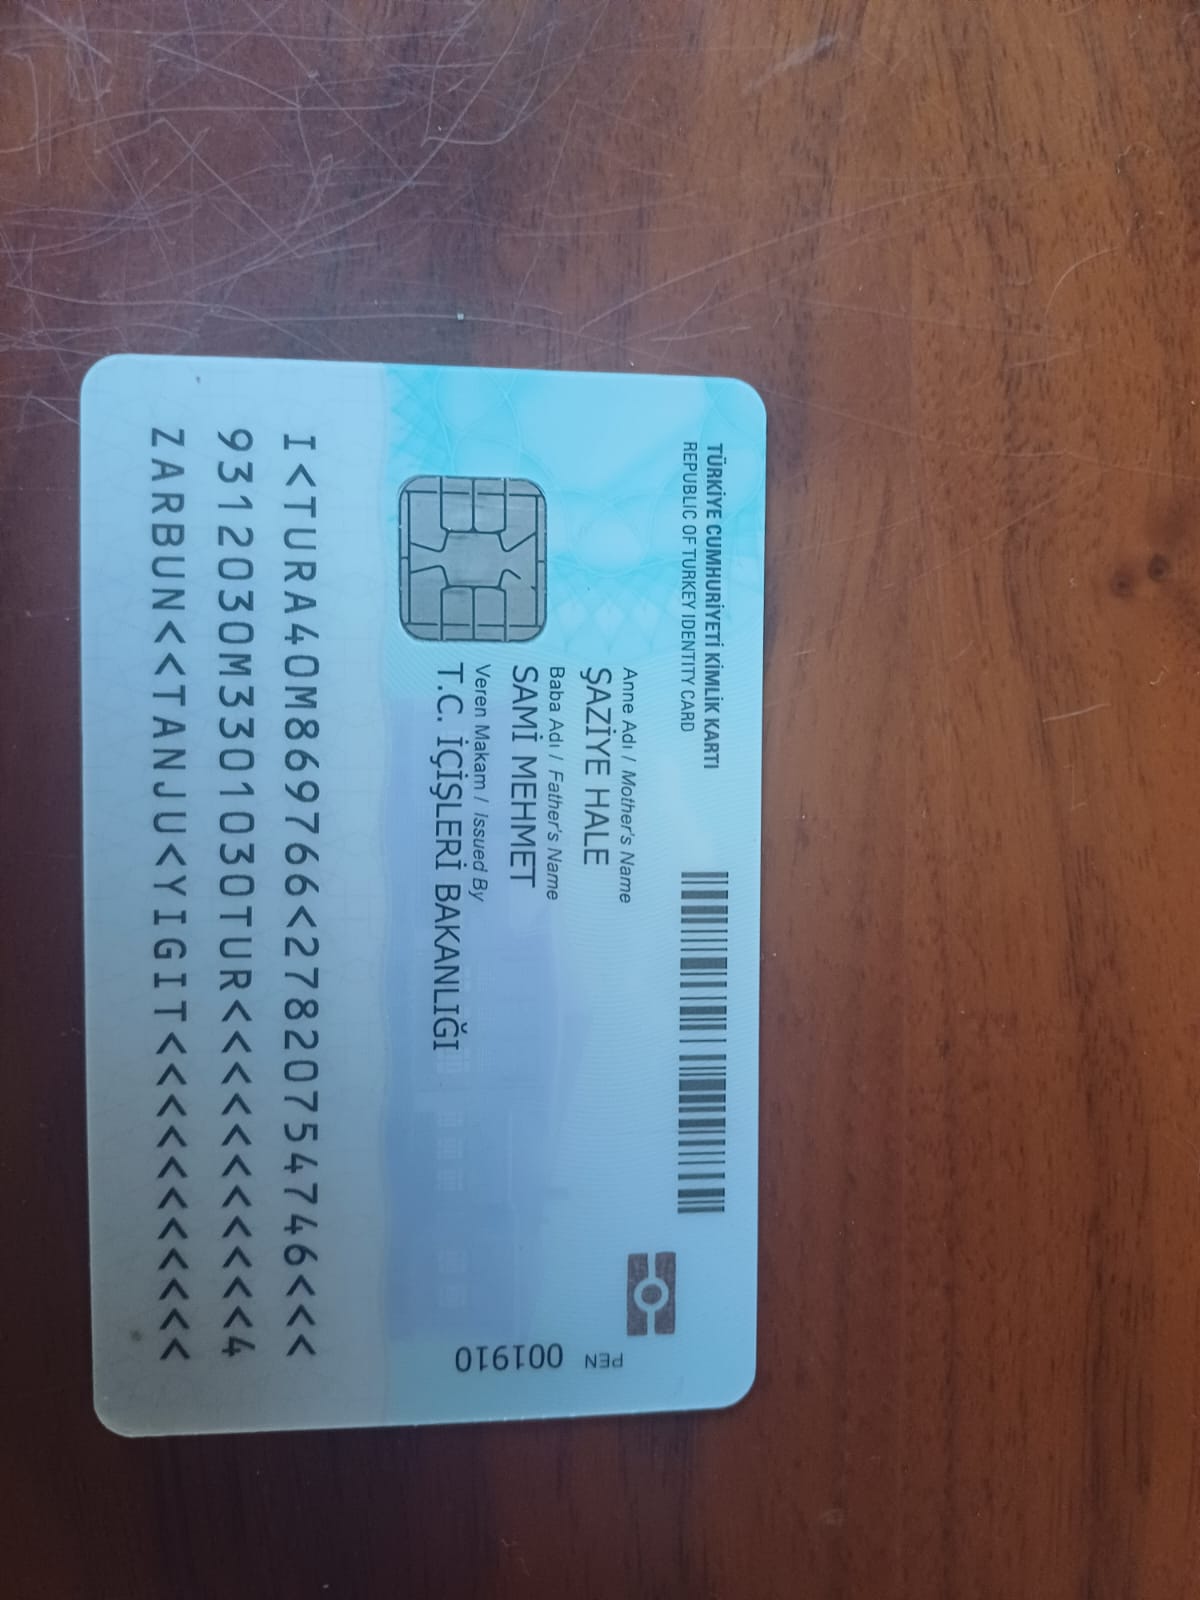 TÜRKİYE CUMHURİYETİ KİMLİK KARTI
REPUBLIC OF TURKEY IDENTITY CARD
Anne Adı / Mother's Name
ŞAZİYE HALE
Baba Adı / Father's Name
SAMİ MEHMET
Veren Makam / Issued By
T.C. İÇİŞLERİ BAKANLIĞI
PEN 001910
I<TURA40M869766<27820754746<<<
9312030M3301030TUR<<<<<<<<<<<4
ZARBUN<<TANJU<YIGIT<<<<<<<<<<<